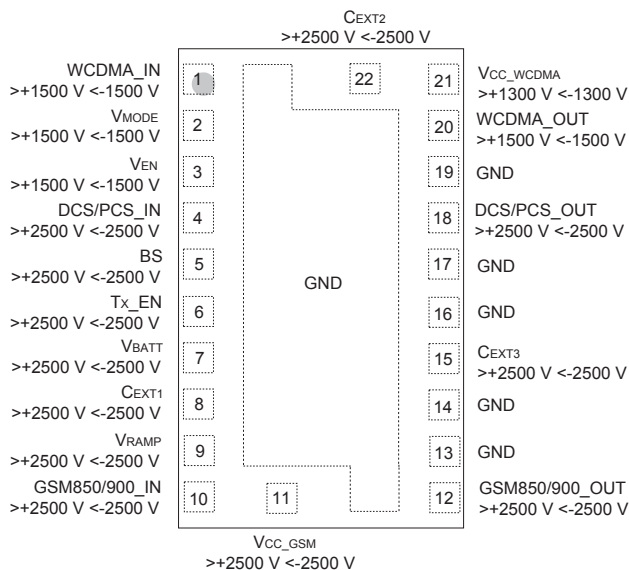 CEXT2
>+2500 V <-2500 V
WCDMA_IN
>+1500 V <-1500 V
1
22
21
VCC_WCDMA
>+1300 V <-1300 V
VMODE
>+1500 V <-1500 V
2
20
WCDMA_OUT
>+1500 V <-1500 V
VEN
>+1500 V <-1500 V
3
19
GND
DCS/PCS_IN
>+2500 V <-2500 V
4
18
DCS/PCS_OUT
>+2500 V <-2500 V
BS
>+2500 V <-2500 V
5
17
GND
GND
TX_EN
>+2500 V <-2500 V
6
16
GND
VBATT
>+2500 V <-2500 V
7
15
CEXT3
>+2500 V <-2500 V
CEXT1
>+2500 V <-2500 V
8
14
GND
VRAMP
>+2500 V <-2500 V
9
13
GND
GSM850/900_IN
>+2500 V <-2500 V
10
11
12
GSM850/900_OUT
>+2500 V <-2500 V
VCC_GSM
>+2500 V <-2500 V